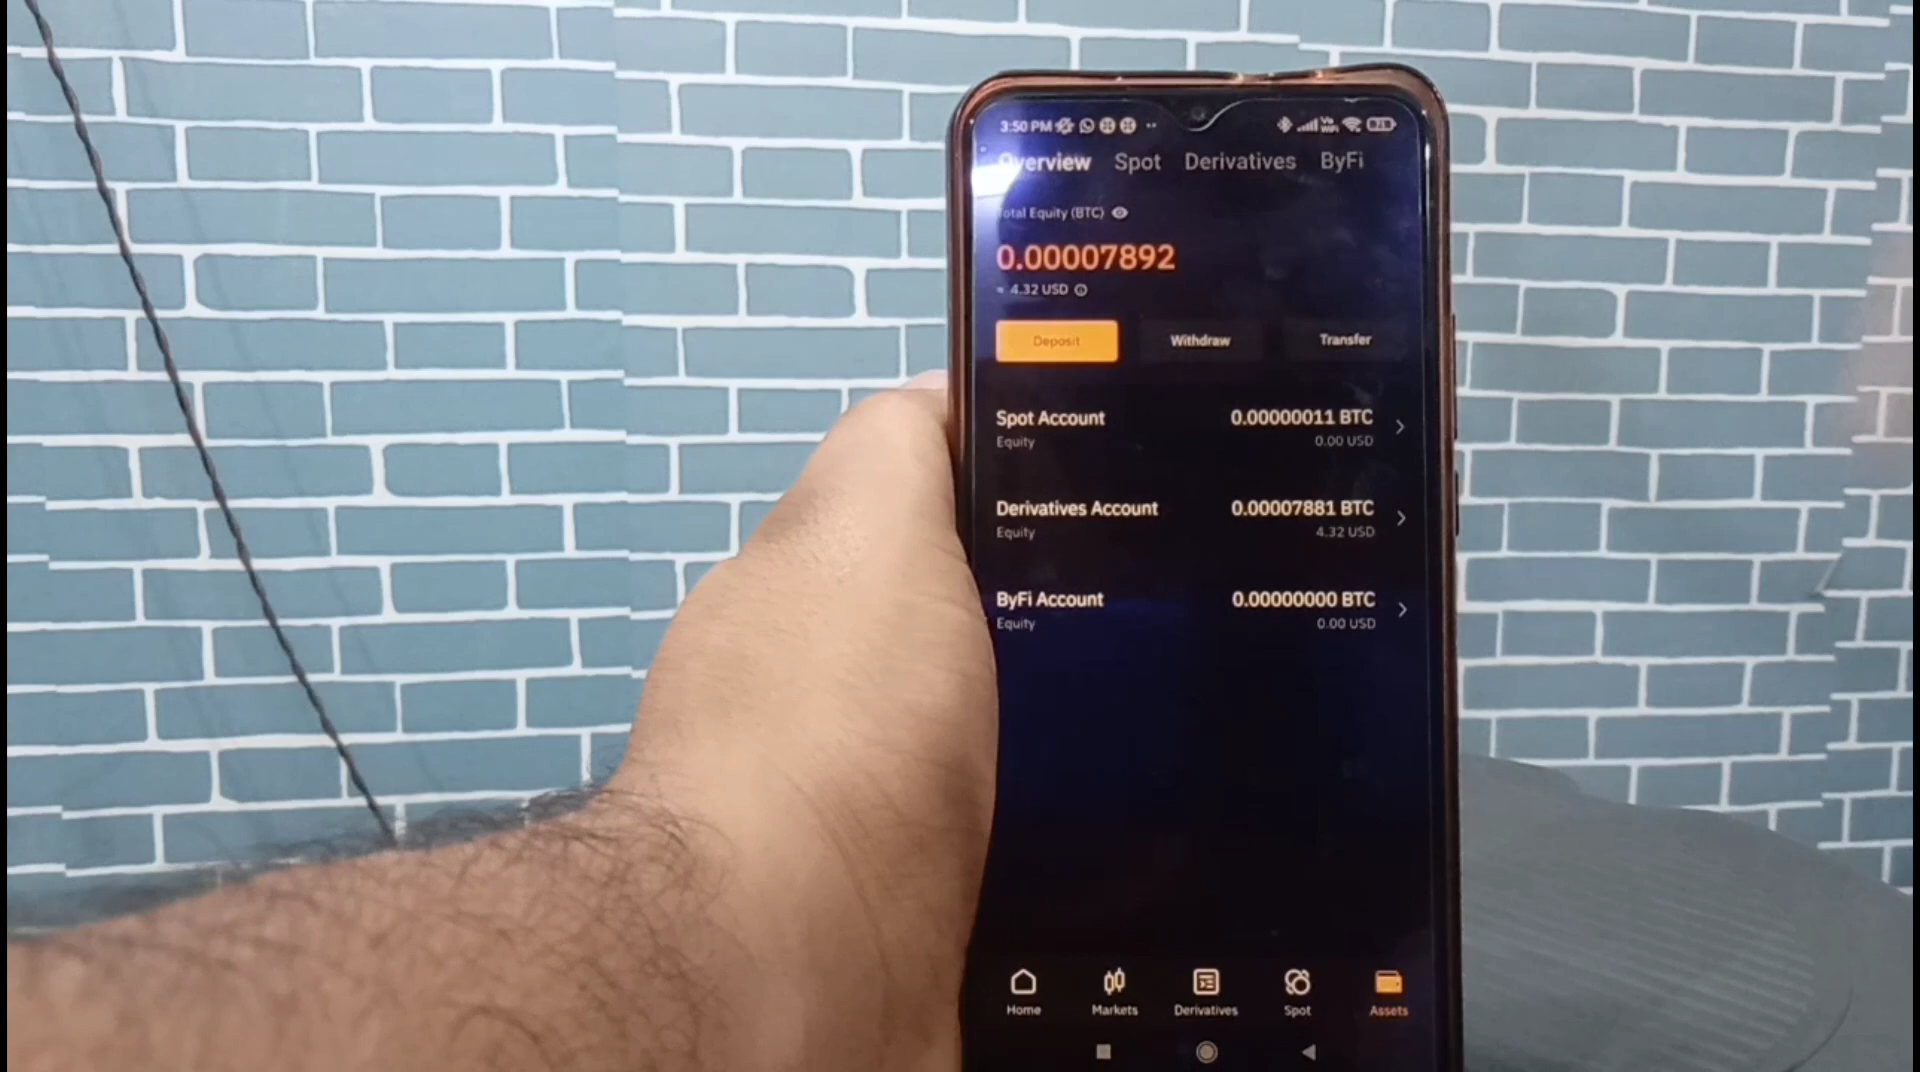 3:50 PM
Overview Spot Derivatives ByFi
Total Equity (BTC)
0.00007892
≈ 4.32 USD
Deposit Withdraw Transfer
Spot Account 0.00000011 BTC
Equity 0.00 USD
Derivatives Account 0.00007881 BTC
Equity 4.32 USD
ByFi Account 0.00000000 BTC
Equity 0.00 USD
Home Markets Derivatives Spot Assets